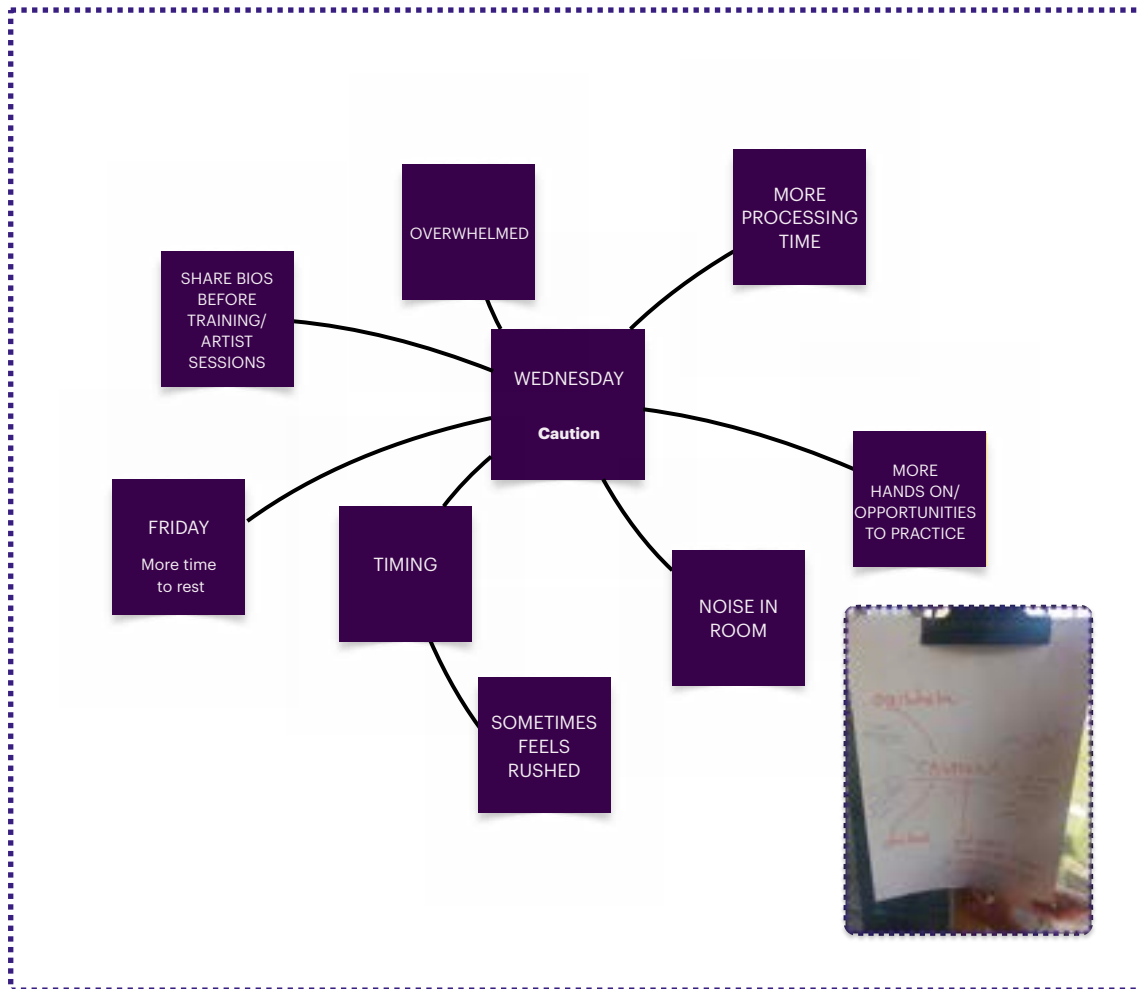 OVERWHELMED
MORE
PROCESSING
TIME
SHARE BIOS
BEFORE
TRAINING/
ARTIST
SESSIONS
WEDNESDAY
Caution
MORE
HANDS ON/
OPPORTUNITIES
TO PRACTICE
FRIDAY
More time
to rest
TIMING
NOISE IN
ROOM
SOMETIMES
FEELS
RUSHED